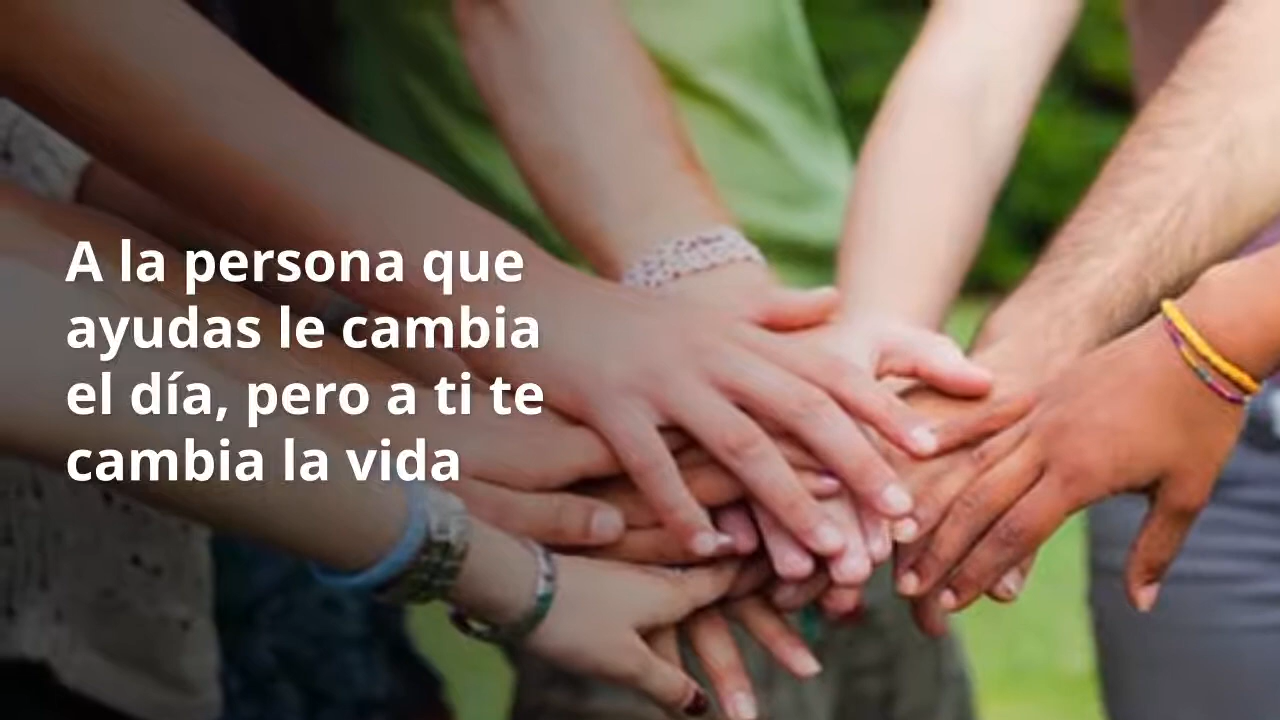 A la persona que
ayudas le cambia
el día, pero a ti te
cambia la vida